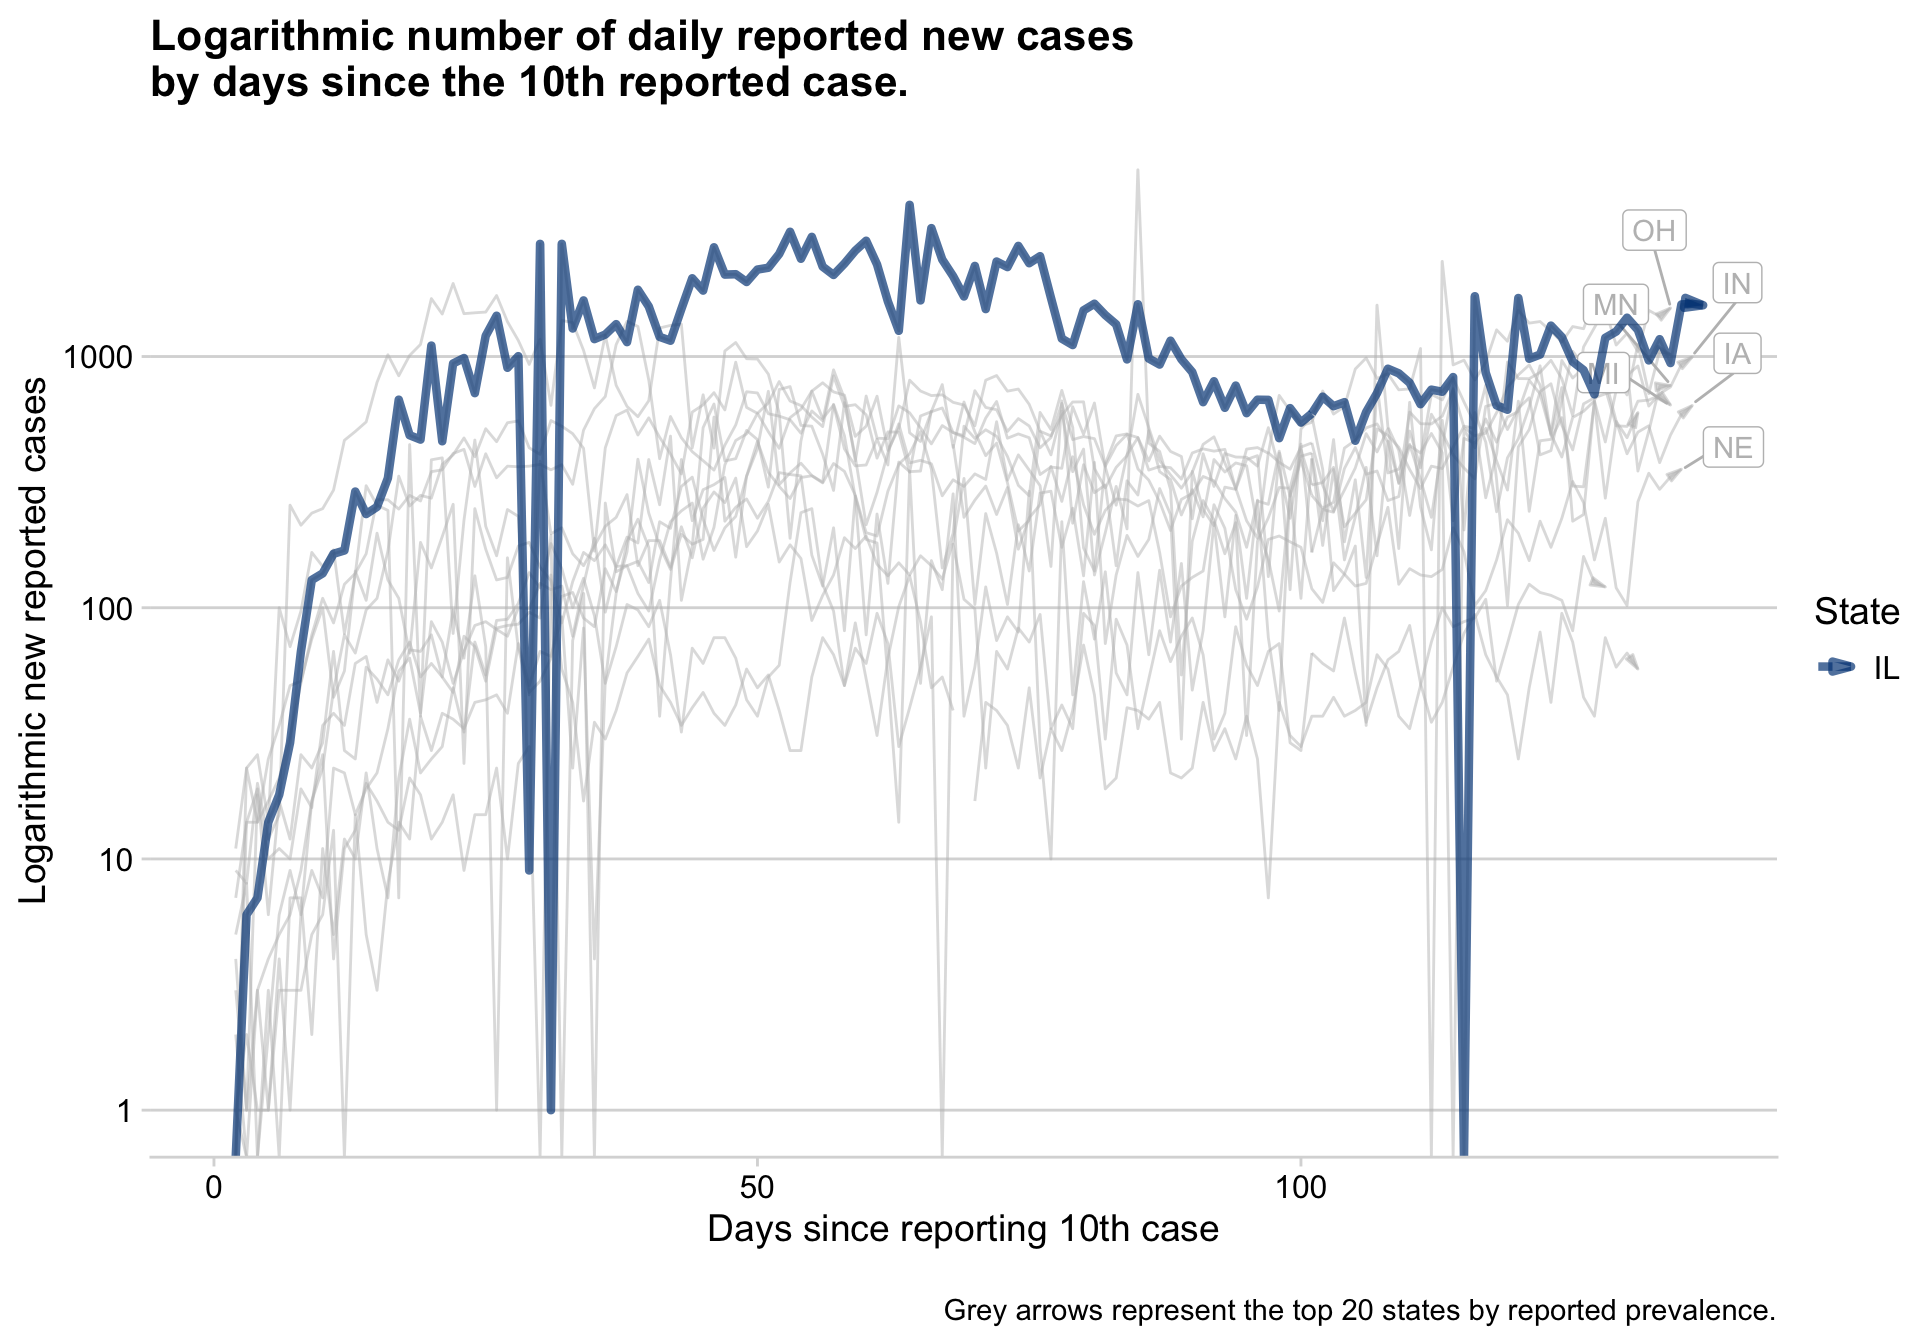 Logarithmic number of daily reported new cases
by days since the 10th reported case.
Logarithmic new reported cases
1000
100
10
1
OH
IN
MN
IA
MI
NE
State
IL
0
50
100
Days since reporting 10th case
Grey arrows represent the top 20 states by reported prevalence.